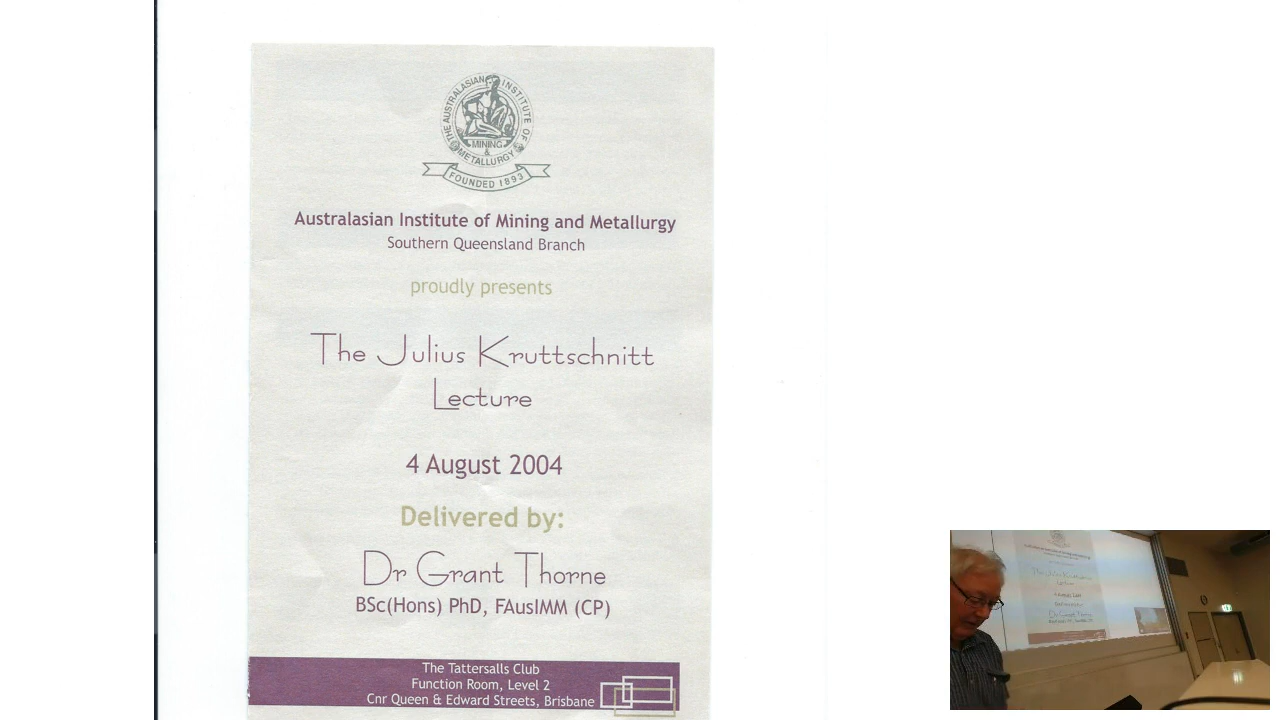 THE AUSTRALASIAN INSTITUTE OF
MINING
&
METALLURGY
FOUNDED 1893
Australasian Institute of Mining and Metallurgy
Southern Queensland Branch
proudly presents
The Julius Kruttschnitt
Lecture
4 August 2004
Delivered by:
Dr Grant Thorne
BSc(Hons) PhD, FAusIMM (CP)
The Tattersalls Club
Function Room, Level 2
Cnr Queen & Edward Streets, Brisbane